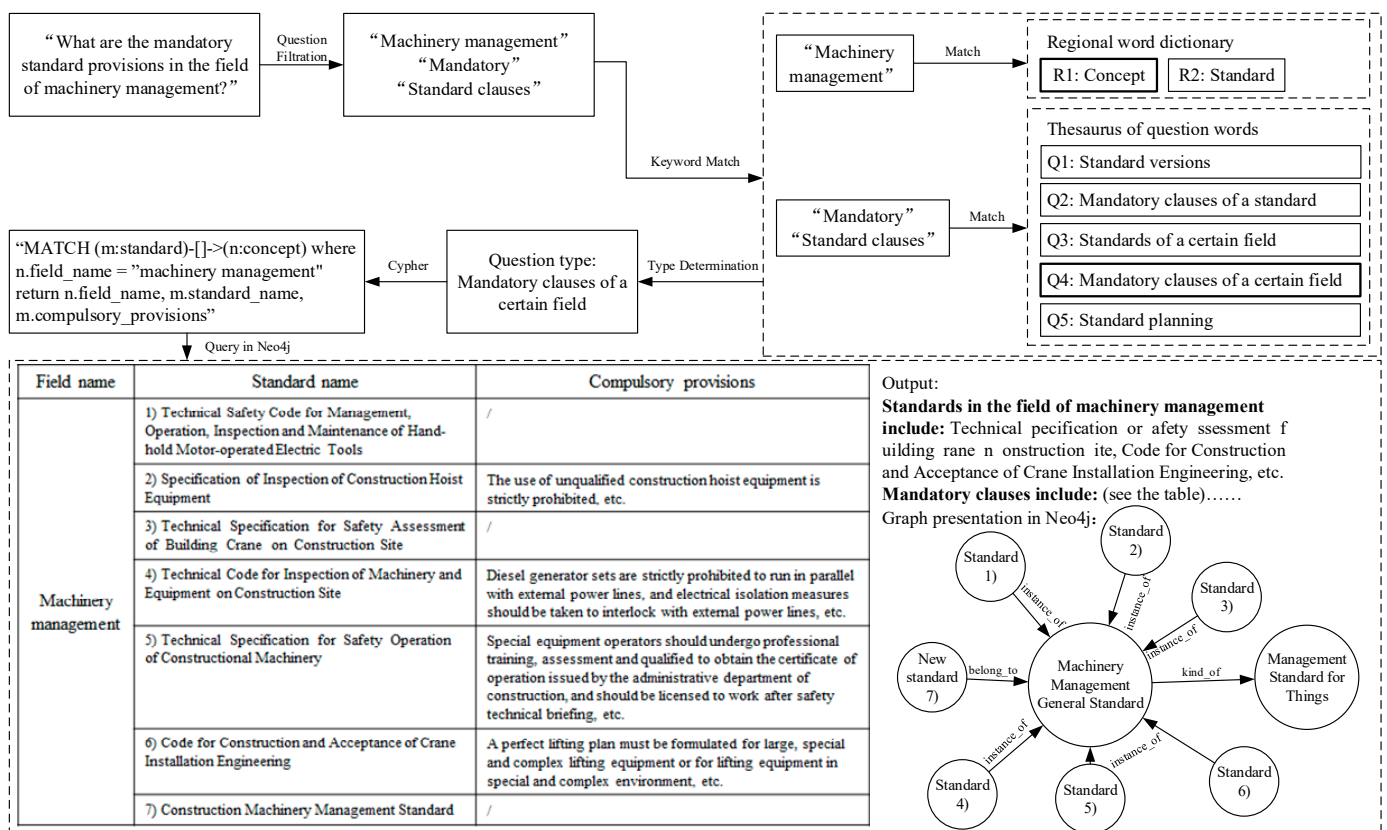 “What are the mandatory
standard provisions in the field
of machinery management?”
Question
Filtration
“Machinery management”
“Mandatory”
“Standard clauses”
Keyword Match
“Machinery
management”
Match
Regional word dictionary
R1: Concept
R2: Standard
“Mandatory”
“Standard clauses”
Match
Thesaurus of question words
Q1: Standard versions
Q2: Mandatory clauses of a standard
Q3: Standards of a certain field
Q4: Mandatory clauses of a certain field
Q5: Standard planning
Type Determination
Question type:
Mandatory clauses of a
certain field
Cypher
“MATCH (m:standard)-[]->(n:concept) where
n.field_name = ”machinery management"
return n.field_name, m.standard_name,
m.compulsory_provisions”
Query in Neo4j
Field name
Standard name
Compulsory provisions
Machinery
management
1) Technical Safety Code for Management,
Operation, Inspection and Maintenance of Hand-
hold Motor-operated Electric Tools
/
2) Specification of Inspection of Construction Hoist
Equipment
The use of unqualified construction hoist equipment is
strictly prohibited, etc.
3) Technical Specification for Safety Assessment
of Building Crane on Construction Site
/
4) Technical Code for Inspection of Machinery and
Equipment on Construction Site
Diesel generator sets are strictly prohibited to run in parallel
with external power lines, and electrical isolation measures
should be taken to interlock with external power lines, etc.
5) Technical Specification for Safety Operation
of Constructional Machinery
Special equipment operators should undergo professional
training, assessment and qualified to obtain the certificate of
operation issued by the administrative department of
construction, and should be licensed to work after safety
technical briefing, etc.
6) Code for Construction and Acceptance of Crane
Installation Engineering
A perfect lifting plan must be formulated for large, special
and complex lifting equipment or for lifting equipment in
special and complex environment, etc.
7) Construction Machinery Management Standard
/
Output:
Standards in the field of machinery management
include: Technical pecification or afety ssessment f
uilding rane n onstruction ite, Code for Construction
and Acceptance of Crane Installation Engineering, etc.
Mandatory clauses include: (see the table)……
Graph presentation in Neo4j：
Standard
1)
instance_of
Standard
2)
instance_of
Standard
3)
instance_of
New
standard
7)
belong_to
Machinery
Management
General Standard
kind_of
Management
Standard for
Things
Standard
4)
instance_of
Standard
5)
instance_of
Standard
6)